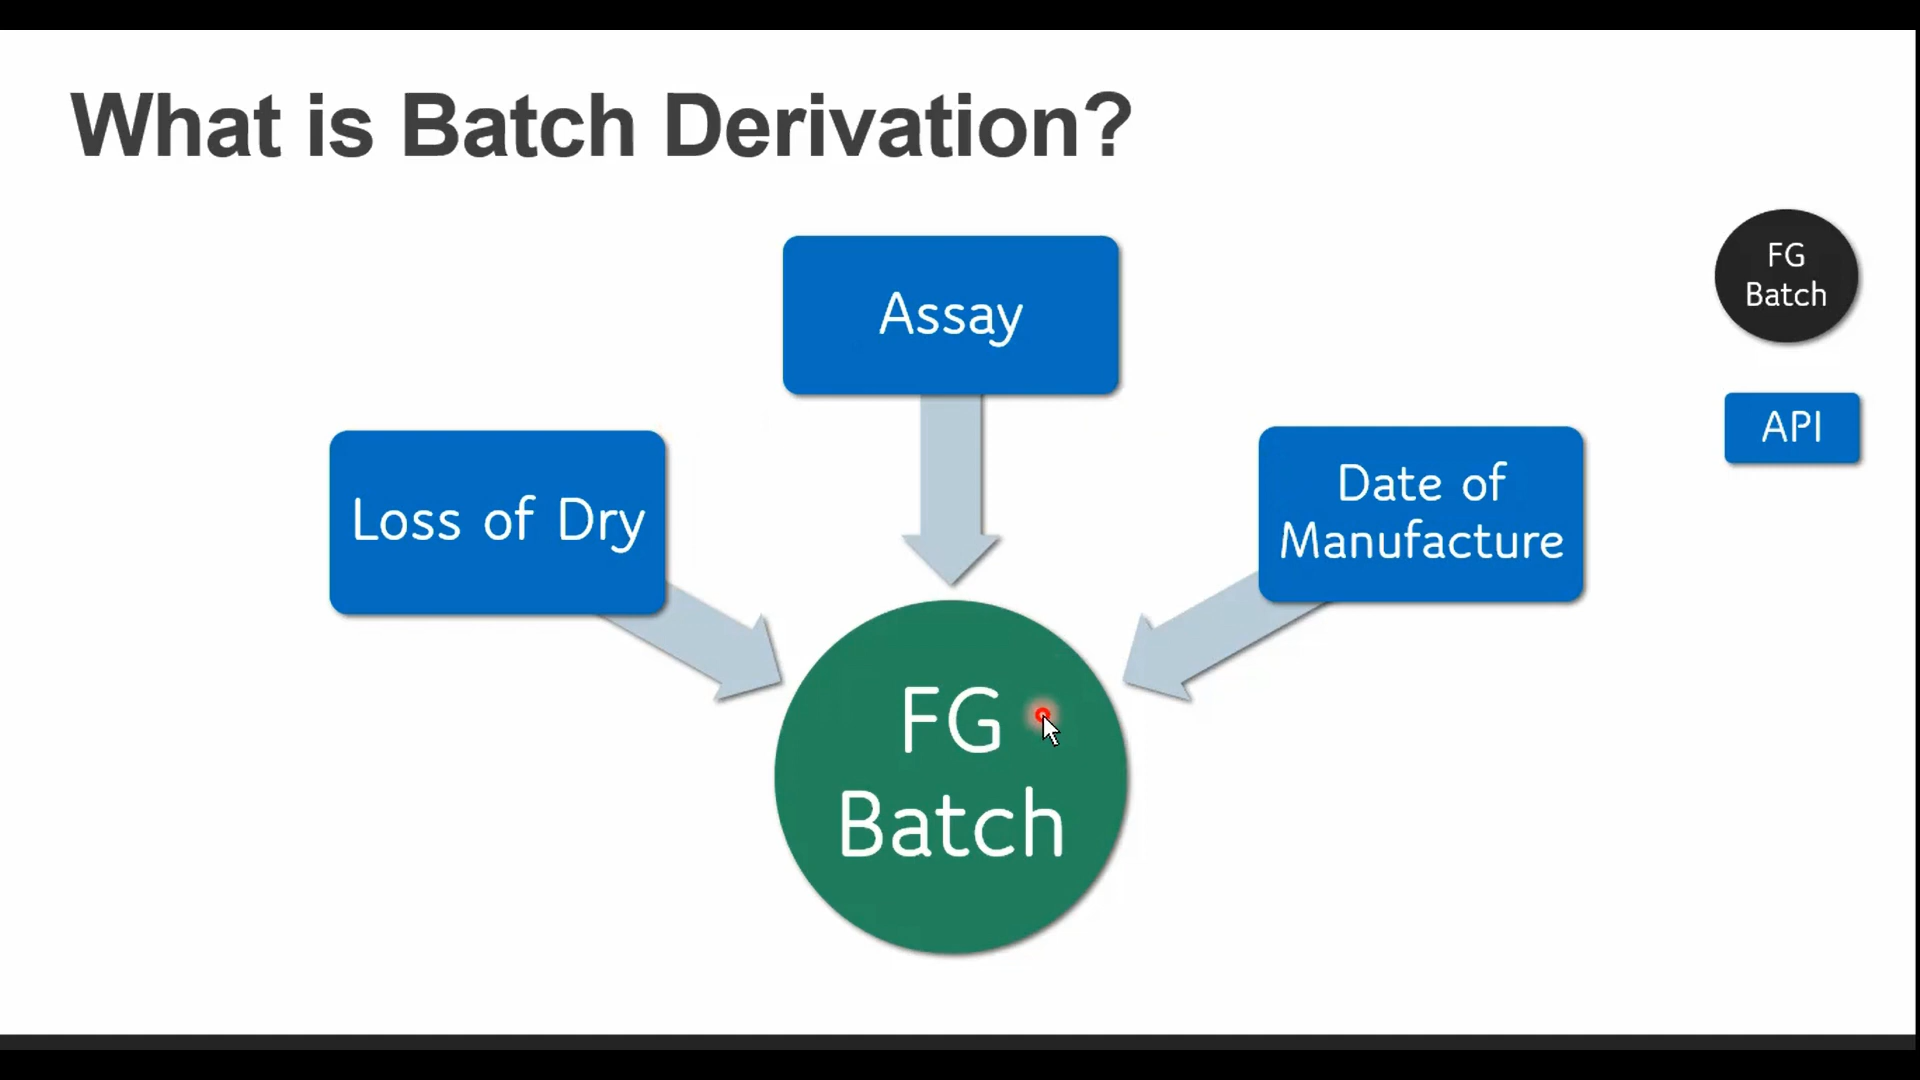 What is Batch Derivation?
Assay
FG
Batch
API
Loss of Dry
Date of
Manufacture
FG
Batch